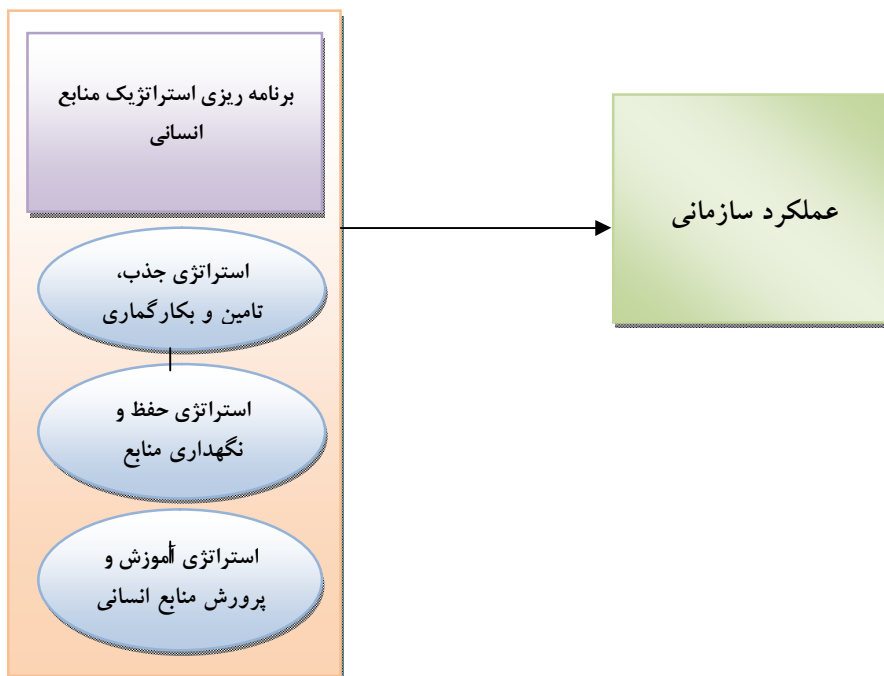 برنامه ریزی استراتژیک منابع
انسانی
عملکرد سازمانی
استراتژی جذب،
تامین و بکارگماری
استراتژی حفظ و
نگهداری منابع
استراتژی آموزش و
پرورش منابع انسانی